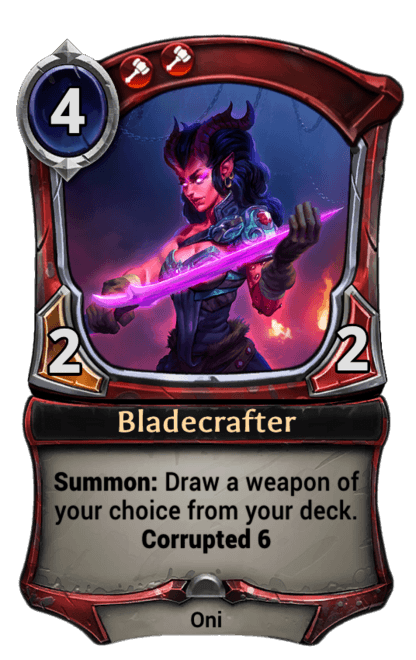 4
2
2
Bladecrafter
Summon: Draw a weapon of
your choice from your deck.
Corrupted 6
Oni